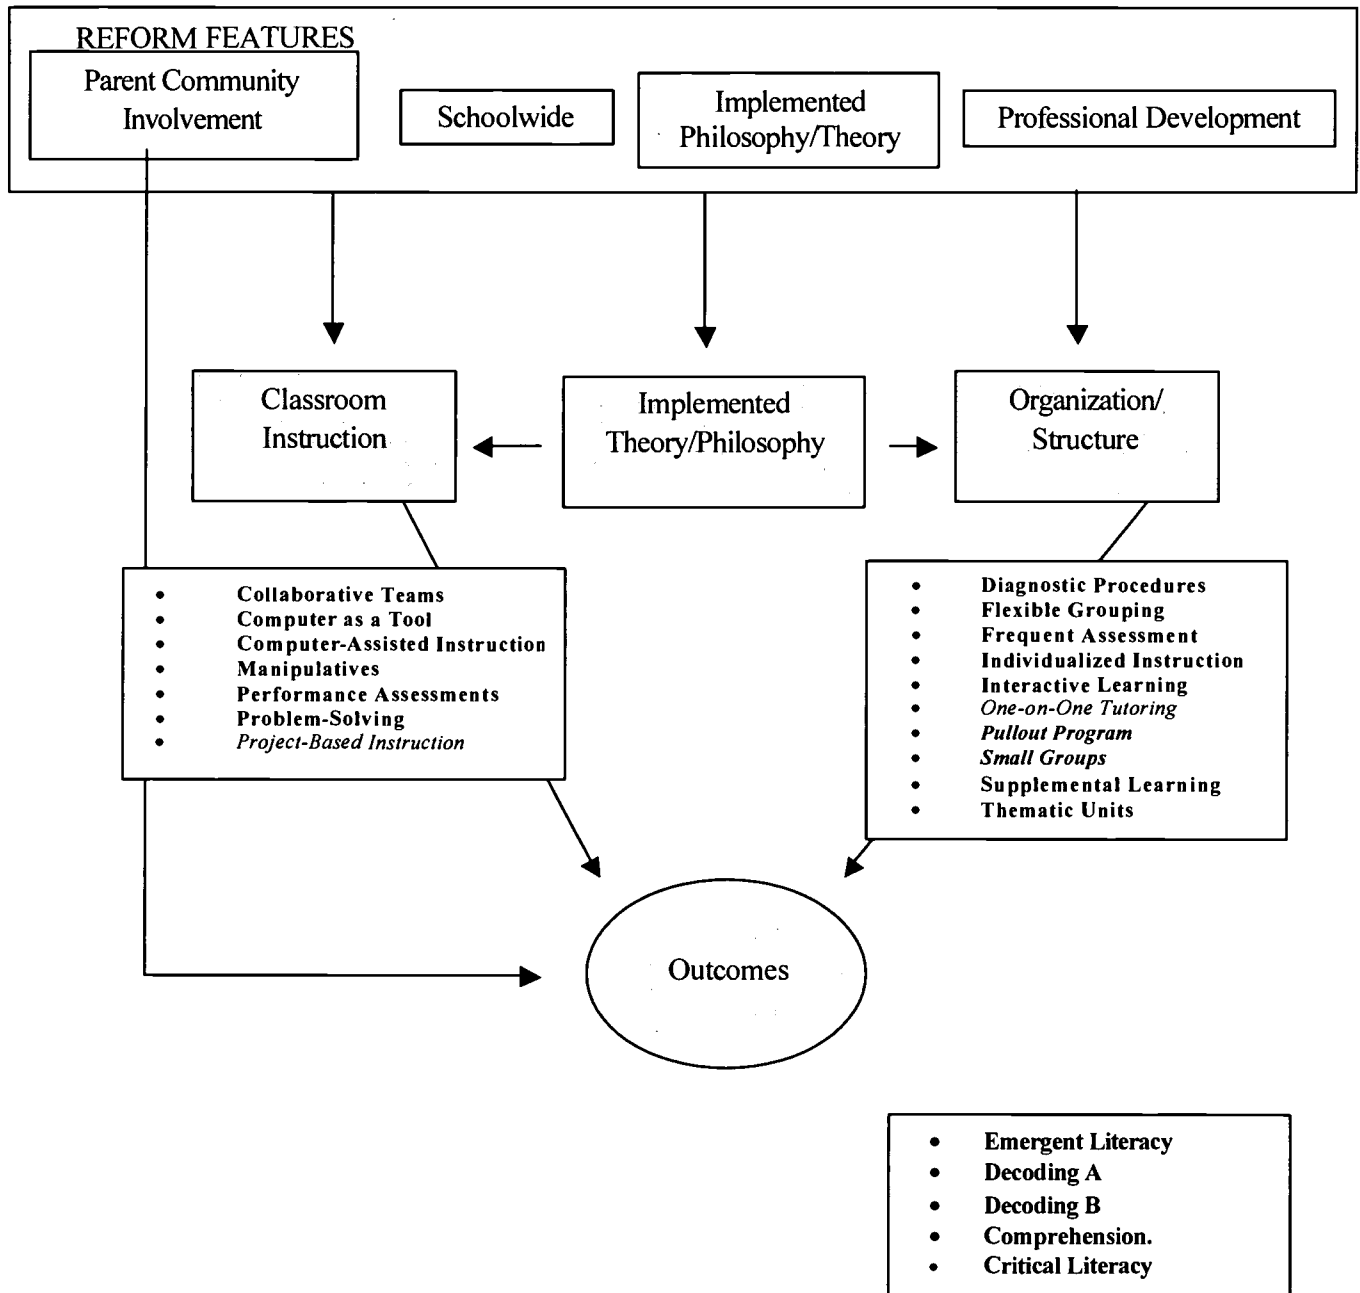 REFORM FEATURES
Parent Community
Involvement
Schoolwide
Implemented
Philosophy/Theory
Professional Development
Classroom
Instruction
Implemented
Theory/Philosophy
Organization/
Structure
• Collaborative Teams
• Computer as a Tool
• Computer-Assisted Instruction
• Manipulatives
• Performance Assessments
• Problem-Solving
• Project-Based Instruction
• Diagnostic Procedures
• Flexible Grouping
• Frequent Assessment
• Individualized Instruction
• Interactive Learning
• One-on-One Tutoring
• Pullout Program
• Small Groups
• Supplemental Learning
• Thematic Units
Outcomes
• Emergent Literacy
• Decoding A
• Decoding B
• Comprehension.
• Critical Literacy